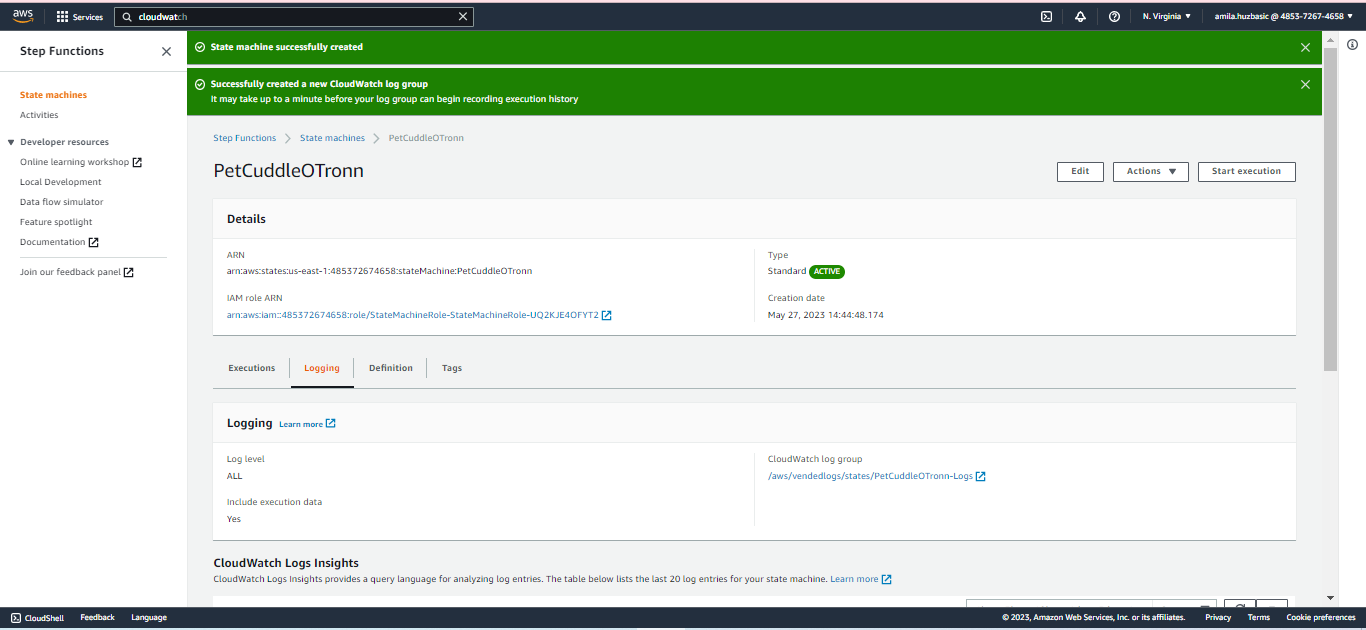 aws
Services
cloudwatch
N. Virginia
amila.huzbasic @ 4853-7267-4658
Step Functions
State machines
Activities
Developer resources
Online learning workshop
Local Development
Data flow simulator
Feature spotlight
Documentation
Join our feedback panel
State machine successfully created
Successfully created a new CloudWatch log group
It may take up to a minute before your log group can begin recording execution history
Step Functions State machines PetCuddleOTronn
PetCuddleOTronn
Edit Actions Start execution
Details
ARN
arn:aws:states:us-east-1:485372674658:stateMachine:PetCuddleOTronn
IAM role ARN
arn:aws:iam::485372674658:role/StateMachineRole-StateMachineRole-UQ2KJE4OFYT2
Type
Standard ACTIVE
Creation date
May 27, 2023 14:44:48.174
Executions Logging Definition Tags
Logging Learn more
Log level
ALL
Include execution data
Yes
CloudWatch log group
/aws/vendedlogs/states/PetCuddleOTronn-Logs
CloudWatch Logs Insights
CloudWatch Logs Insights provides a query language for analyzing log entries. The table below lists the last 20 log entries for your state machine. Learn more
CloudShell Feedback Language
© 2023, Amazon Web Services, Inc. or its affiliates. Privacy Terms Cookie preferences